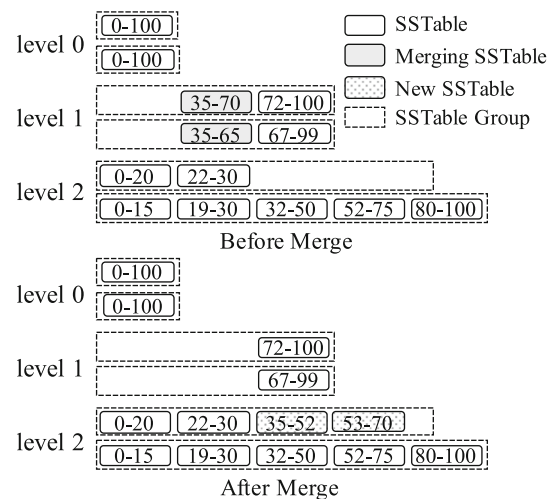 level 0
0-100
0-100
SSTable
Merging SSTable
New SSTable
SSTable Group
level 1
35-70 72-100
35-65 67-99
level 2
0-20 22-30
0-15 19-30 32-50 52-75 80-100
Before Merge
level 0
0-100
0-100
level 1
72-100
67-99
level 2
0-20 22-30 35-52 53-70
0-15 19-30 32-50 52-75 80-100
After Merge